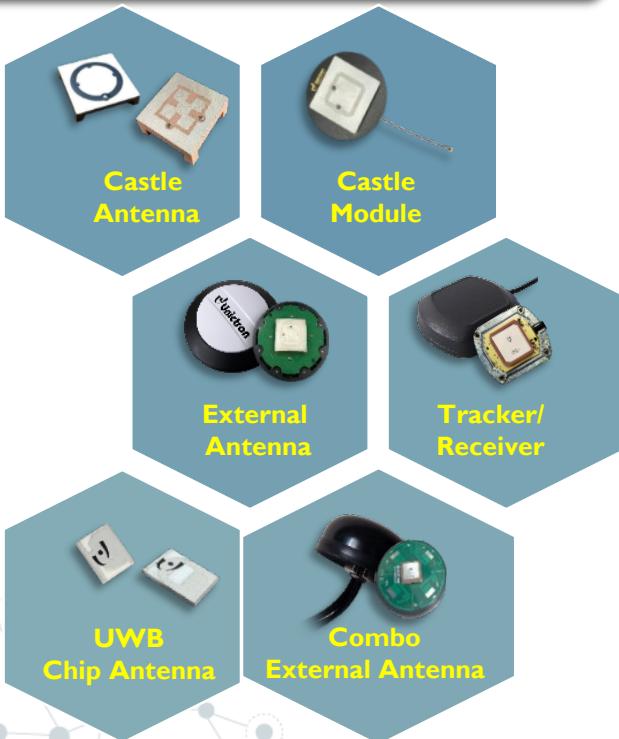 Castle
Antenna
Castle
Module
Unictron
External
Antenna
Tracker/
Receiver
UWB
Chip Antenna
Combo
External Antenna